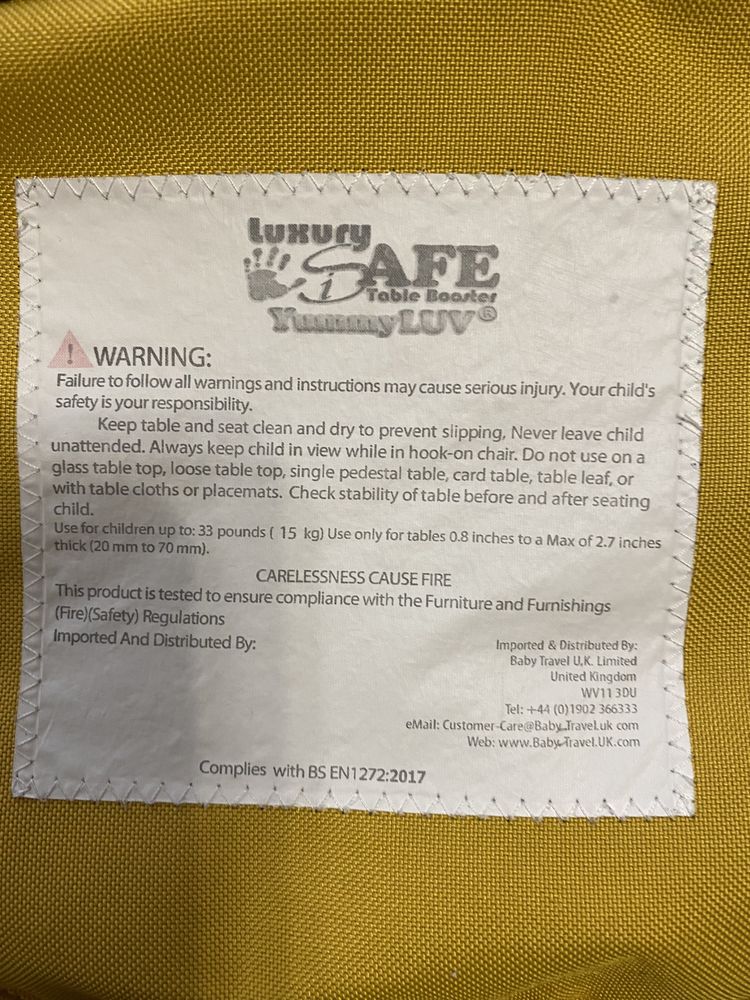 Luxury
iSAFE
Table Booster
YummyLUV®
! WARNING:
Failure to follow all warnings and instructions may cause serious injury. Your child's
safety is your responsibility.
Keep table and seat clean and dry to prevent slipping, Never leave child
unattended. Always keep child in view while in hook-on chair. Do not use on a
glass table top, loose table top, single pedestal table, card table, table leaf, or
with table cloths or placemats. Check stability of table before and after seating
child.
Use for children up to: 33 pounds ( 15 kg) Use only for tables 0.8 inches to a Max of 2.7 inches
thick (20 mm to 70 mm).
CARELESSNESS CAUSE FIRE
This product is tested to ensure compliance with the Furniture and Furnishings
(Fire)(Safety) Regulations
Imported And Distributed By:
Imported & Distributed By:
Baby Travel U.K. Limited
United Kingdom
WV11 3DU
Tel: +44 (0)1902 366333
eMail: Customer-Care@Baby-Travel.uk com
Web: www.Baby-Travel.UK.com
Complies with BS EN1272:2017